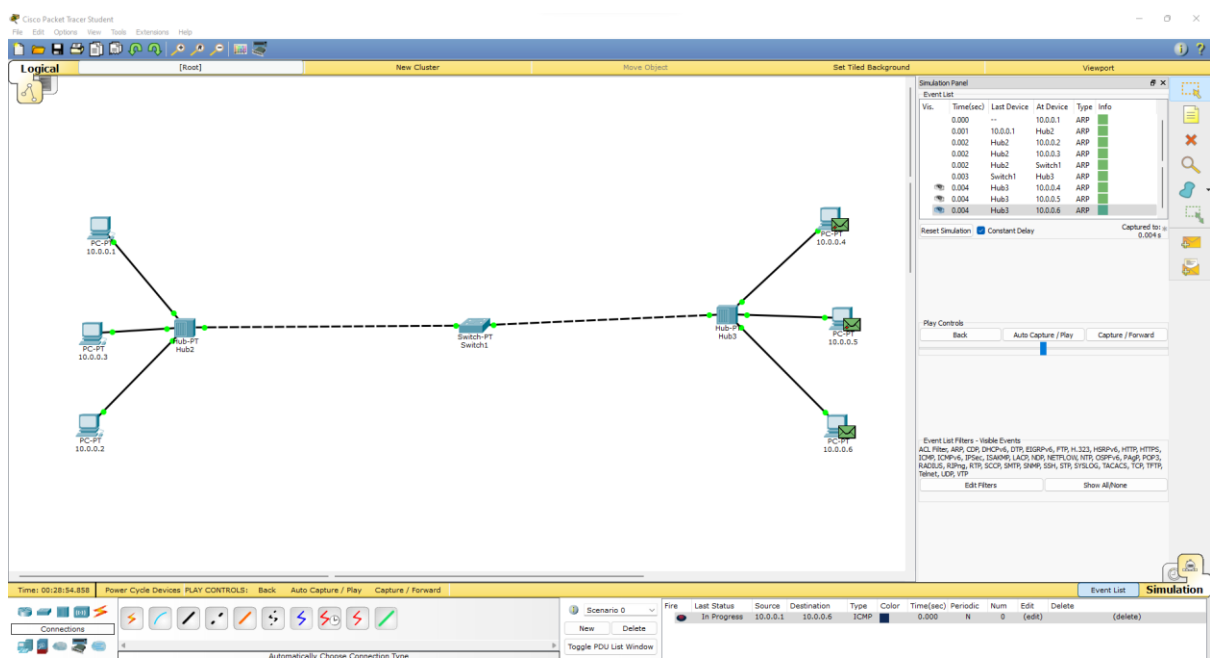 Cisco Packet Tracer Student
File Edit Options View Tools Extensions Help
Logical [Root] New Cluster Move Object Set Tiled Background Viewport
PC-PT
10.0.0.1
PC-PT
10.0.0.3
PC-PT
10.0.0.2
Hub-PT
Hub2
Switch-PT
Switch1
Hub-PT
Hub3
PC-PT
10.0.0.4
PC-PT
10.0.0.5
PC-PT
10.0.0.6
Simulation Panel
Event List
Vis. Time(sec) Last Device At Device Type Info
0.000 -- 10.0.0.1 ARP
0.001 10.0.0.1 Hub2 ARP
0.002 Hub2 10.0.0.2 ARP
0.002 Hub2 10.0.0.3 ARP
0.002 Hub2 Switch1 ARP
0.003 Switch1 Hub3 ARP
0.004 Hub3 10.0.0.4 ARP
0.004 Hub3 10.0.0.5 ARP
0.004 Hub3 10.0.0.6 ARP
Reset Simulation Constant Delay Captured to:
0.004 s
Play Controls
Back Auto Capture / Play Capture / Forward
Event List Filters - Visible Events
ACL Filter, ARP, CDP, DHCPv6, DTP, EIGRPv6, FTP, H.323, HSRPv6, HTTP, HTTPS,
ICMP, ICMPv6, IPSec, ISAKMP, LACP, NDP, NETFLOW, NTP, OSPFv6, PAgP, POP3,
RADIUS, RIPng, RTP, SCCP, SMTP, SNMP, SSH, STP, SYSLOG, TACACS, TCP, TFTP,
Telnet, UDP, VTP
Edit Filters Show All/None
Time: 00:28:54.858 Power Cycle Devices PLAY CONTROLS: Back Auto Capture / Play Capture / Forward Event List Simulation
Connections
Automatically Choose Connection Type
Scenario 0
New Delete
Toggle PDU List Window
Fire Last Status Source Destination Type Color Time(sec) Periodic Num Edit Delete
In Progress 10.0.0.1 10.0.0.6 ICMP 0.000 N 0 (edit) (delete)